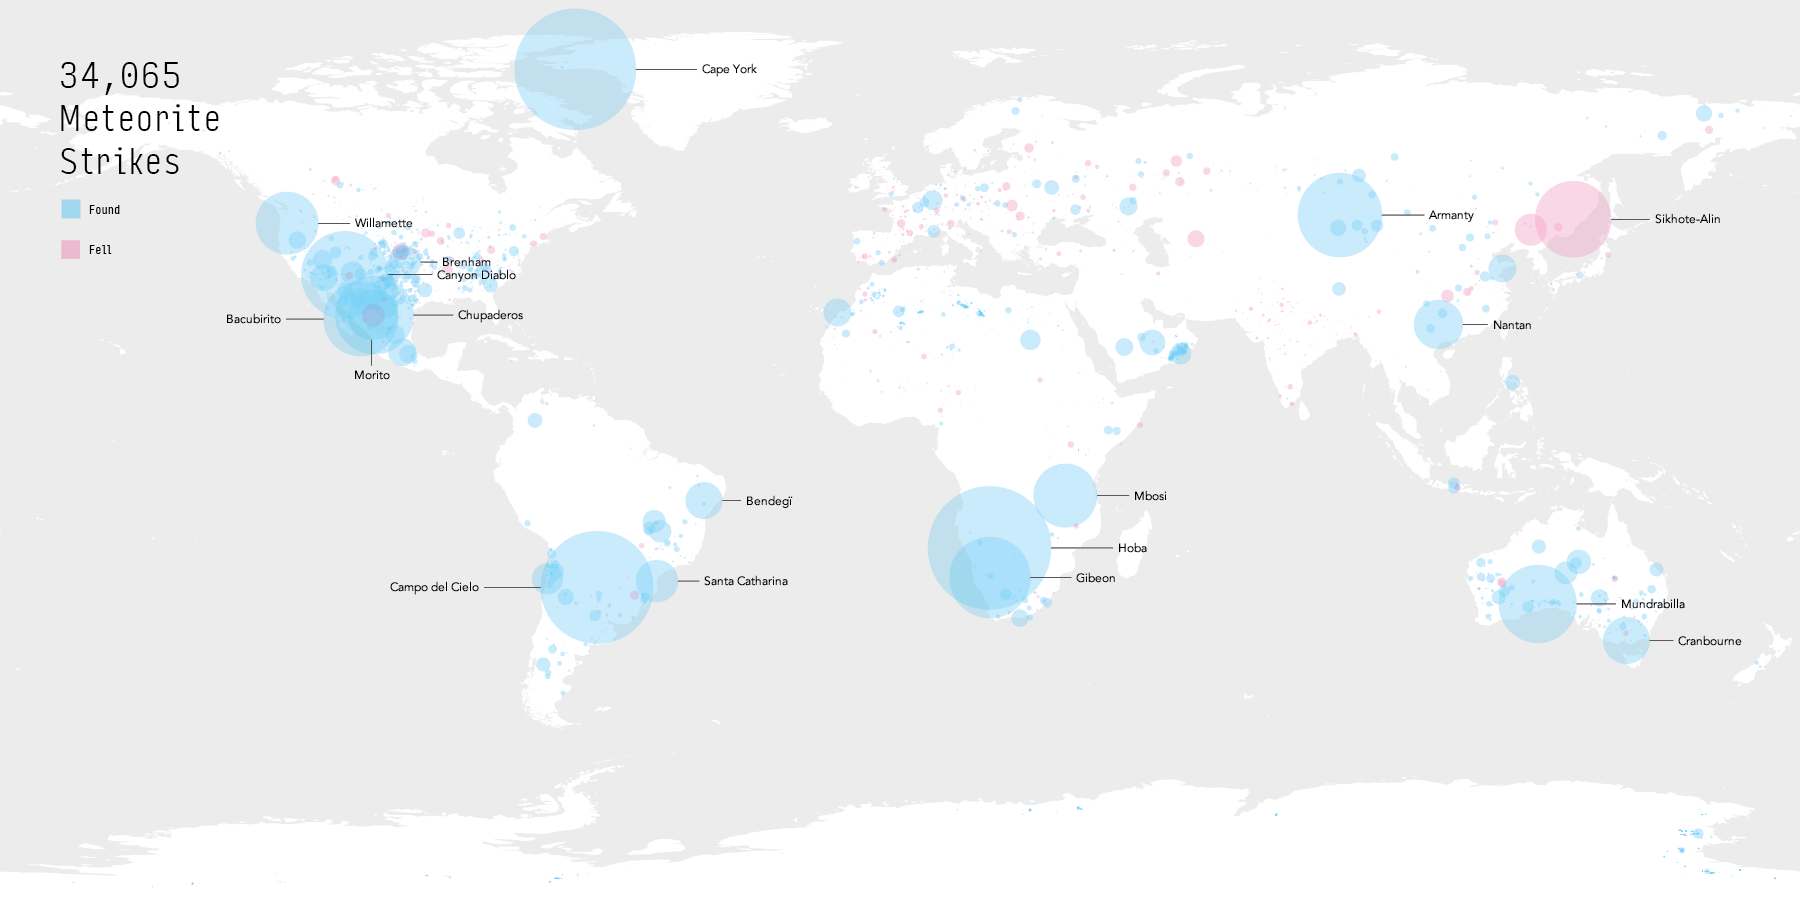 34,065
Meteorite
Strikes
Found
Fell
Cape York
Willamette
Brenham
Canyon Diablo
Bacubirito
Chupaderos
Morito
Armanty
Sikhote-Alin
Nantan
Bendegï
Mbosi
Hoba
Gibeon
Campo del Cielo
Santa Catharina
Mundrabilla
Cranbourne